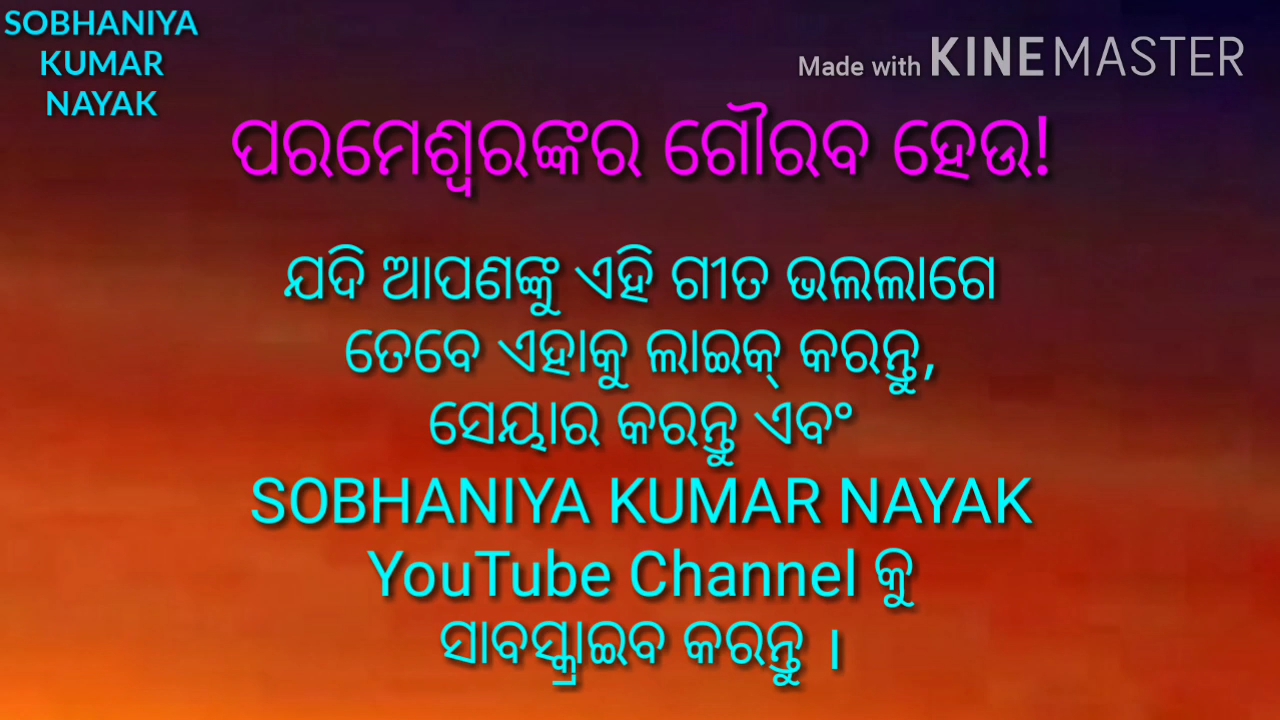 SOBHANIYA
KUMAR
NAYAK
Made with KINEMASTER
ପରମେଶ୍ୱରଙ୍କର ଗୌରବ ହେଉ!
ଯଦି ଆପଣଙ୍କୁ ଏହି ଗୀତ ଭଲଲାଗେ
ତେବେ ଏହାକୁ ଲାଇକ୍ କରନ୍ତୁ,
ସେୟାର କରନ୍ତୁ ଏବଂ
SOBHANIYA KUMAR NAYAK
YouTube Channel କୁ
ସାବସ୍କ୍ରାଇବ କରନ୍ତୁ ।